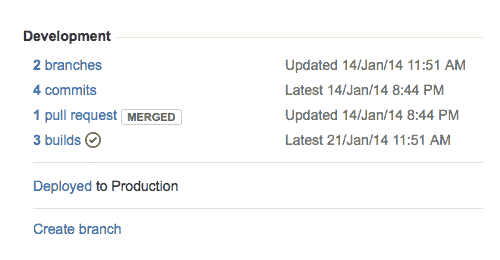 Development
2 branches Updated 14/Jan/14 11:51 AM
4 commits Latest 14/Jan/14 8:44 PM
1 pull request MERGED Updated 14/Jan/14 8:44 PM
3 builds Latest 21/Jan/14 11:51 AM
Deployed to Production
Create branch